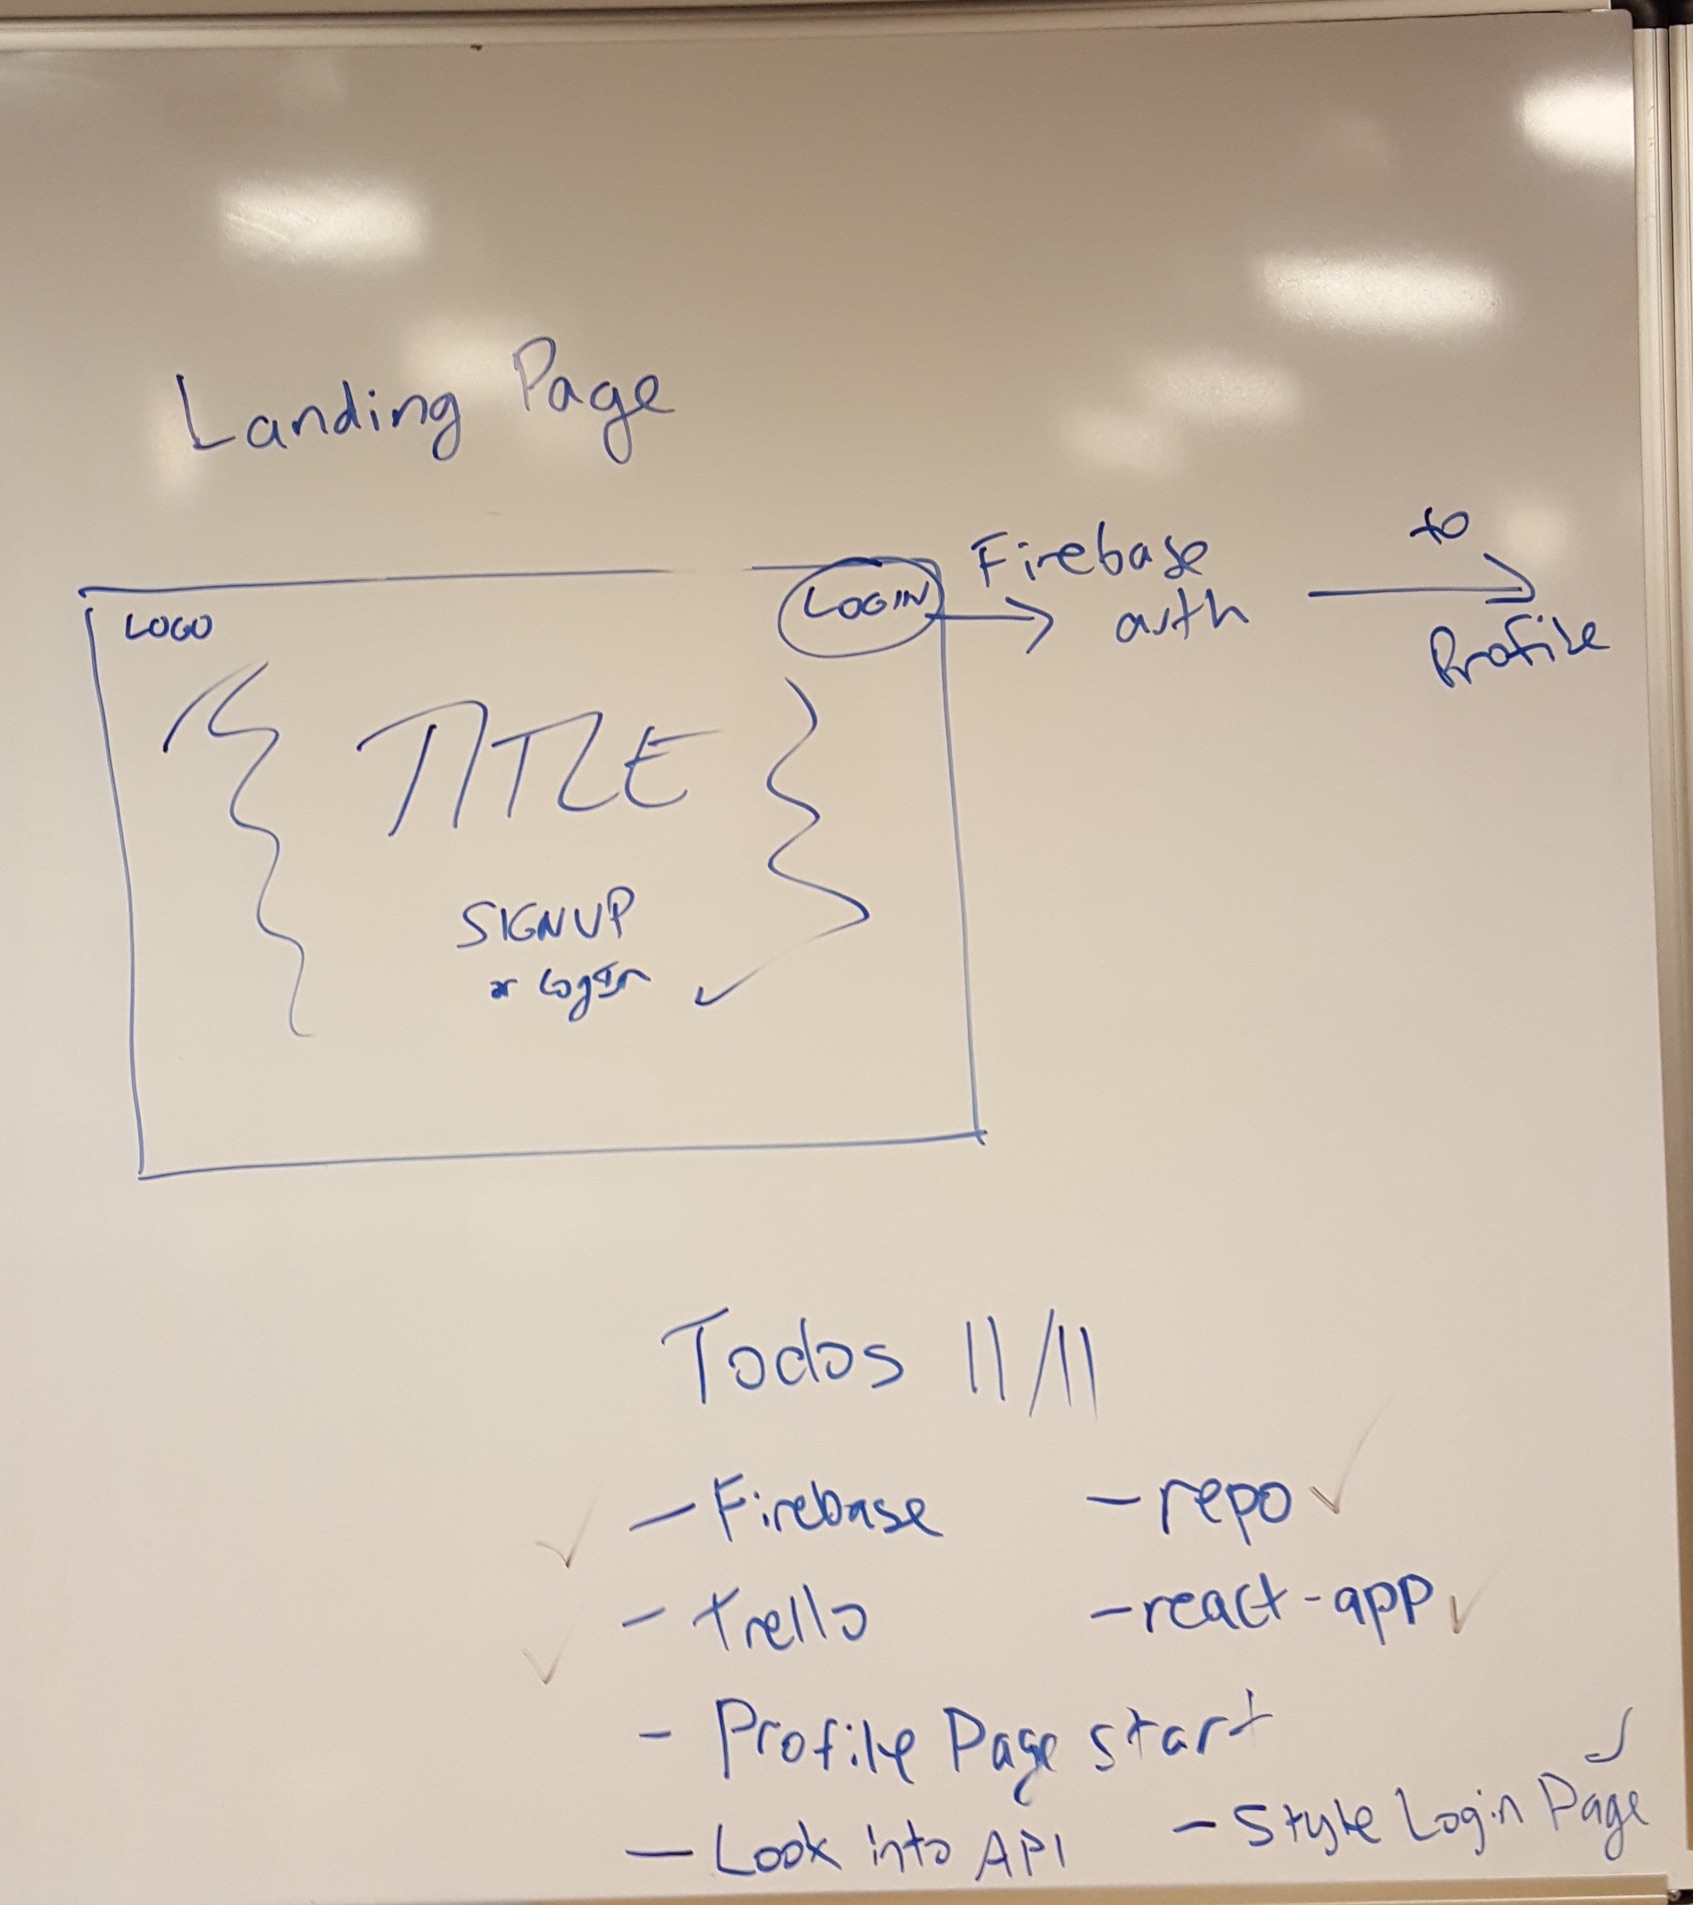 Landing Page
LOGO
LOGIN
Firebase
auth
to
Profile
TITLE
SIGNUP
or Login
Todos 11/11
- Firebase - repo ✓
- Trello - react-app ✓
- Profile Page start
- Look into API - Style Login Page